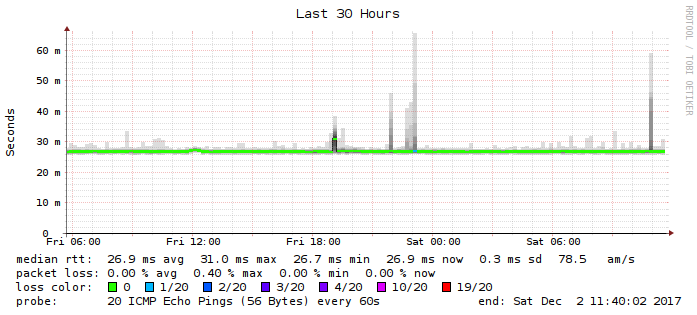 Last 30 Hours
RRDTOOL / TOBI OETIKER
Seconds
60 m
50 m
40 m
30 m
20 m
10 m
0
Fri 06:00 Fri 12:00 Fri 18:00 Sat 00:00 Sat 06:00
median rtt: 26.9 ms avg 31.0 ms max 26.7 ms min 26.9 ms now 0.3 ms sd 78.5 am/s
packet loss: 0.00 % avg 0.40 % max 0.00 % min 0.00 % now
loss color: 0 1/20 2/20 3/20 4/20 10/20 19/20
probe: 20 ICMP Echo Pings (56 Bytes) every 60s end: Sat Dec 2 11:40:02 2017